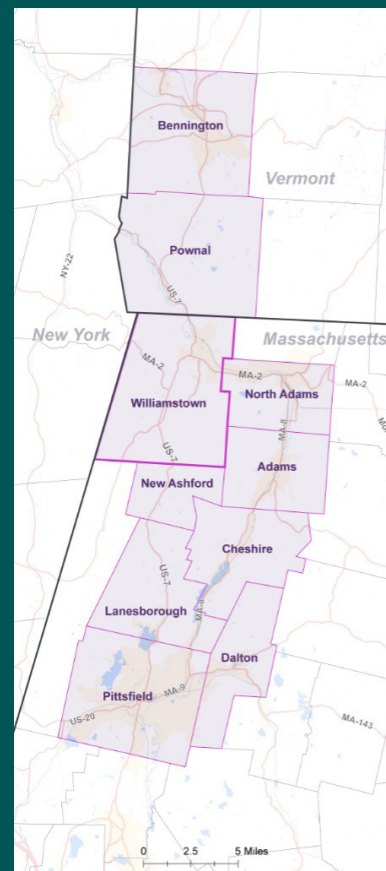 Bennington
Vermont
Pownal
NY-22
US-7
New York
Massachusetts
MA-2
MA-2
MA-2
North Adams
Williamstown
MA-8
US-7
Adams
New Ashford
Cheshire
US-7
Lanesborough
MA-8
Dalton
Pittsfield
MA-9
US-20
MA-143
0 2.5 5 Miles